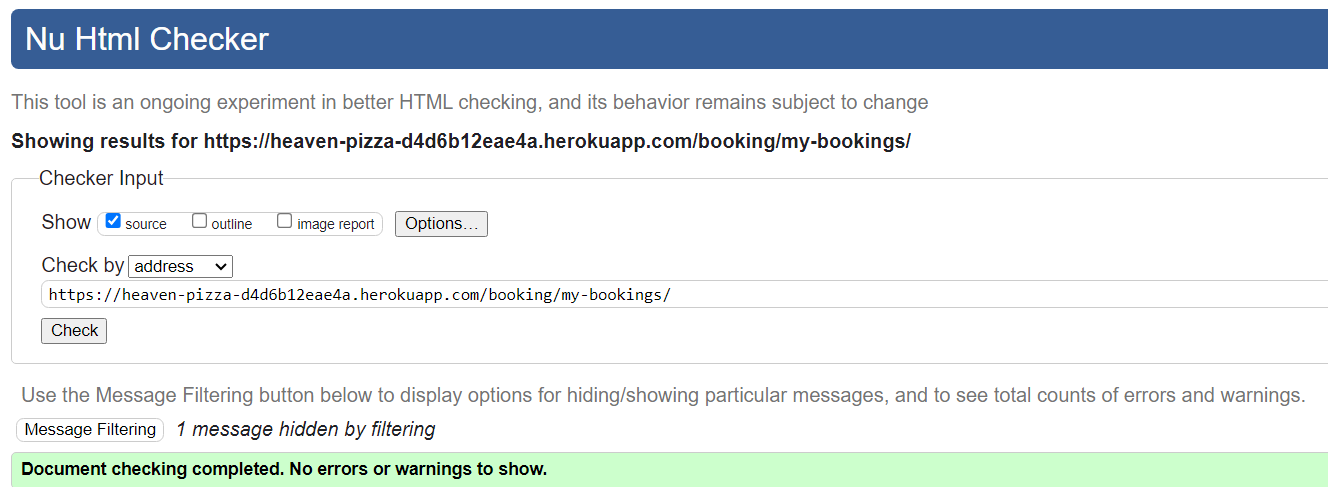 Nu Html Checker
This tool is an ongoing experiment in better HTML checking, and its behavior remains subject to change
Showing results for https://heaven-pizza-d4d6b12eae4a.herokuapp.com/booking/my-bookings/
Checker Input
Show source outline image report Options...
Check by address
https://heaven-pizza-d4d6b12eae4a.herokuapp.com/booking/my-bookings/
Check
Use the Message Filtering button below to display options for hiding/showing particular messages, and to see total counts of errors and warnings.
Message Filtering 1 message hidden by filtering
Document checking completed. No errors or warnings to show.